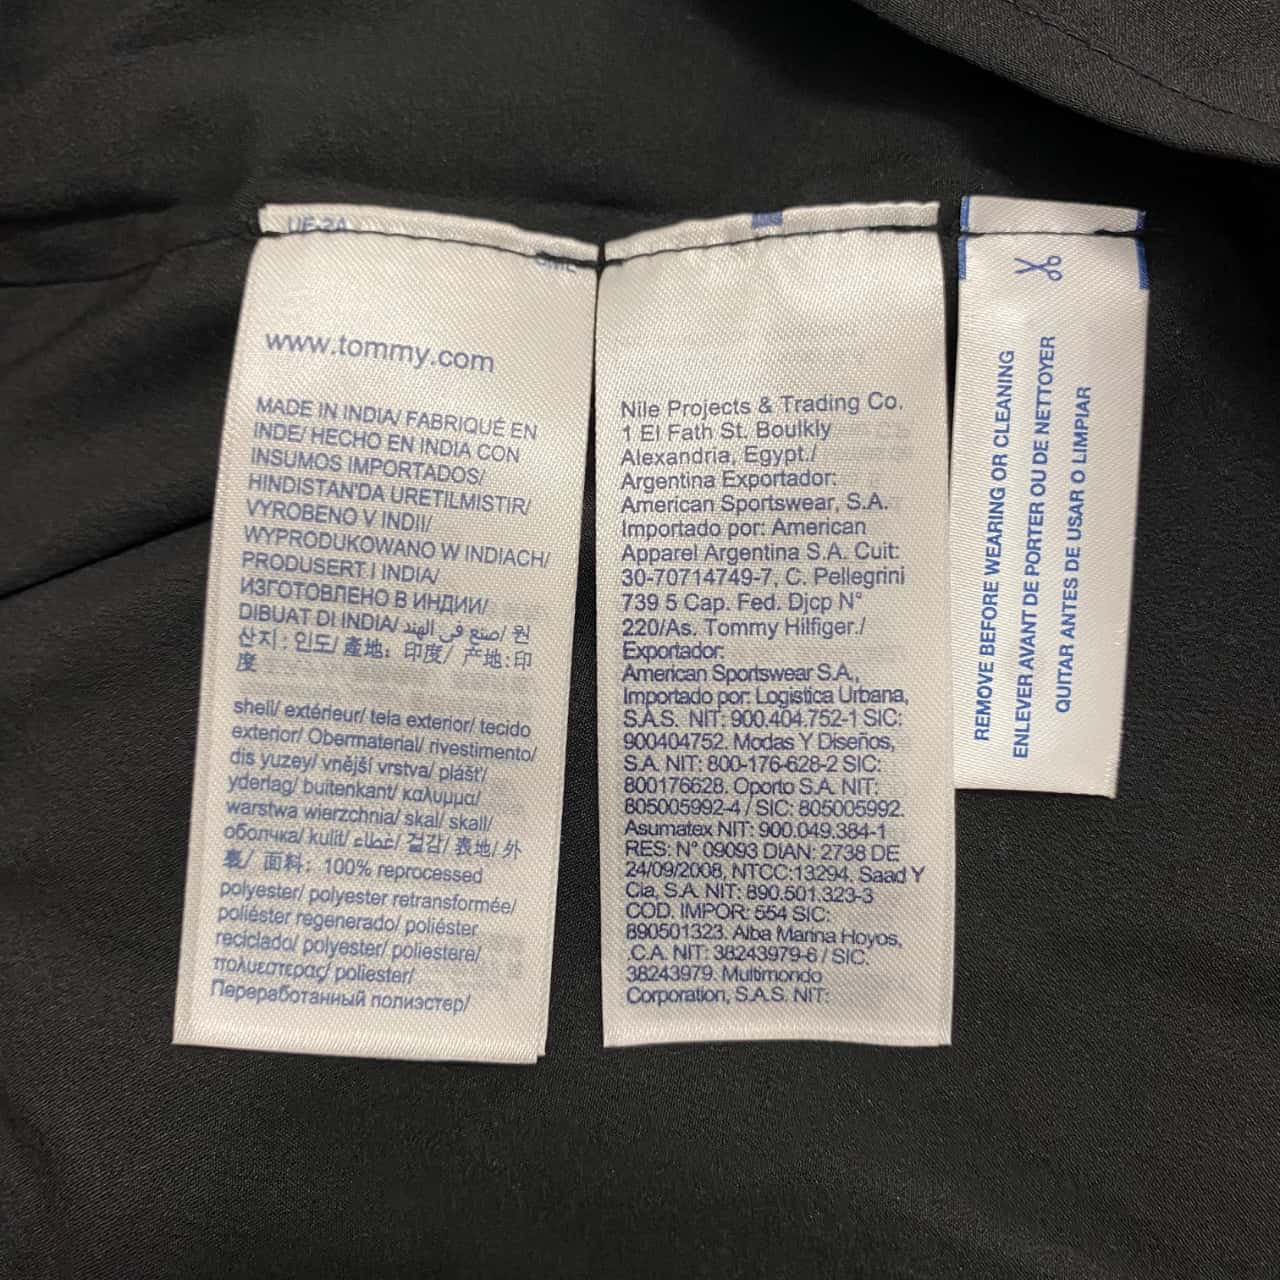 UF-2A
www.tommy.com
MADE IN INDIA/ FABRIQUÉ EN
INDE/ HECHO EN INDIA CON
INSUMOS IMPORTADOS/
HINDISTAN'DA URETILMISTIR/
VYROBENO V INDII/
WYPRODUKOWANO W INDIACH/
PRODUSERT I INDIA/
ИЗГОТОВЛЕНО В ИНДИИ/
DIBUAT DI INDIA/ صنع في الهند/ 원
산지: 인도/ 產地: 印度/ 产地:印
度
shell/ extérieur/ tela exterior/ tecido
exterior/ Obermaterial/ rivestimento/
dis yuzey/ vnější vrstva/ plášť/
yderlag/ buitenkant/ καλυμμα/
warstwa wierzchnia/ skal/ skall/
оболчка/ kulit/ غطاء/ 겉감/ 表地/ 外
表/ 面料: 100% reprocessed
polyester/ polyester retransformée/
poliéster regenerado/ poliéster
reciclado/ polyester/ poliestere/
πολυεστερας/ poliester/
Переработанный полиэстер/
Nile Projects & Trading Co.
1 El Fath St. Boulkly
Alexandria, Egypt./
Argentina Exportador:
American Sportswear, S.A.
Importado por: American
Apparel Argentina S.A. Cuit:
30-70714749-7, C. Pellegrini
739 5 Cap. Fed. Djcp N°
220/As. Tommy Hilfiger./
Exportador:
American Sportswear S.A.,
Importado por: Logistica Urbana,
S.A.S. NIT: 900.404.752-1 SIC:
900404752. Modas Y Diseños,
S.A. NIT: 800-176-628-2 SIC:
800176628. Oporto S.A. NIT:
805005992-4 / SIC: 805005992.
Asumatex NIT: 900.049.384-1
RES: N° 09093 DIAN: 2738 DE
24/09/2008, NTCC:13294. Saad Y
Cia, S.A. NIT: 890.501.323-3
COD. IMPOR: 554 SIC:
890501323. Alba Marina Hoyos,
.C.A. NIT: 38243979-6 / SIC.
38243979. Multimondo
Corporation, S.A.S. NIT:
REMOVE BEFORE WEARING OR CLEANING
ENLEVER AVANT DE PORTER OU DE NETTOYER
QUITAR ANTES DE USAR O LIMPIAR